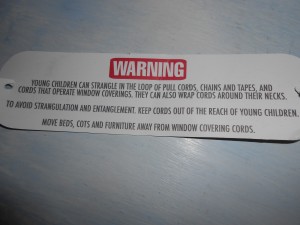 WARNING
YOUNG CHILDREN CAN STRANGLE IN THE LOOP OF PULL CORDS, CHAINS AND TAPES, AND
CORDS THAT OPERATE WINDOW COVERINGS. THEY CAN ALSO WRAP CORDS AROUND THEIR NECKS.
TO AVOID STRANGULATION AND ENTANGLEMENT. KEEP CORDS OUT OF THE REACH OF YOUNG CHILDREN.
MOVE BEDS, COTS AND FURNITURE AWAY FROM WINDOW COVERING CORDS.